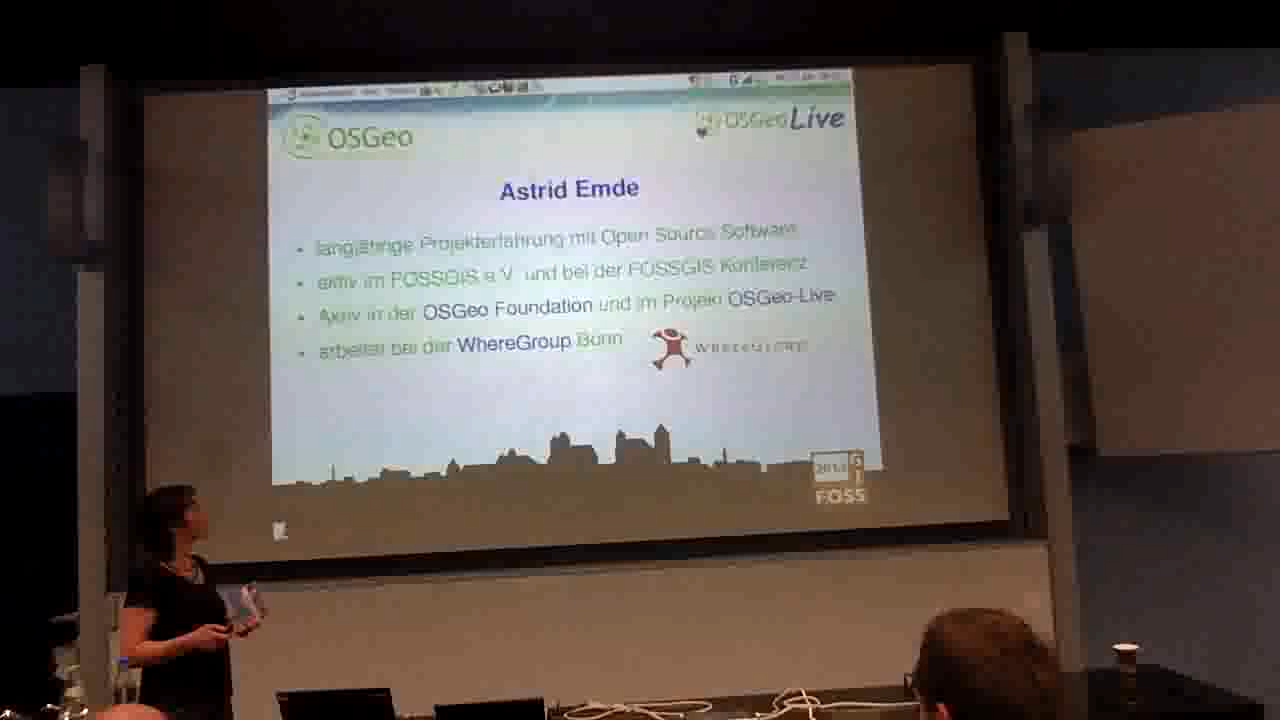 OSGeo
OSGeo Live
Astrid Emde
langjährige Projekterfahrung mit Open Source Software
aktiv im FOSSGIS e.V. und bei der FOSSGIS Konferenz
Aktiv in der OSGeo Foundation und im Projekt OSGeo-Live
arbeitet bei der WhereGroup Bonn
WHEREGROUP
FOSS